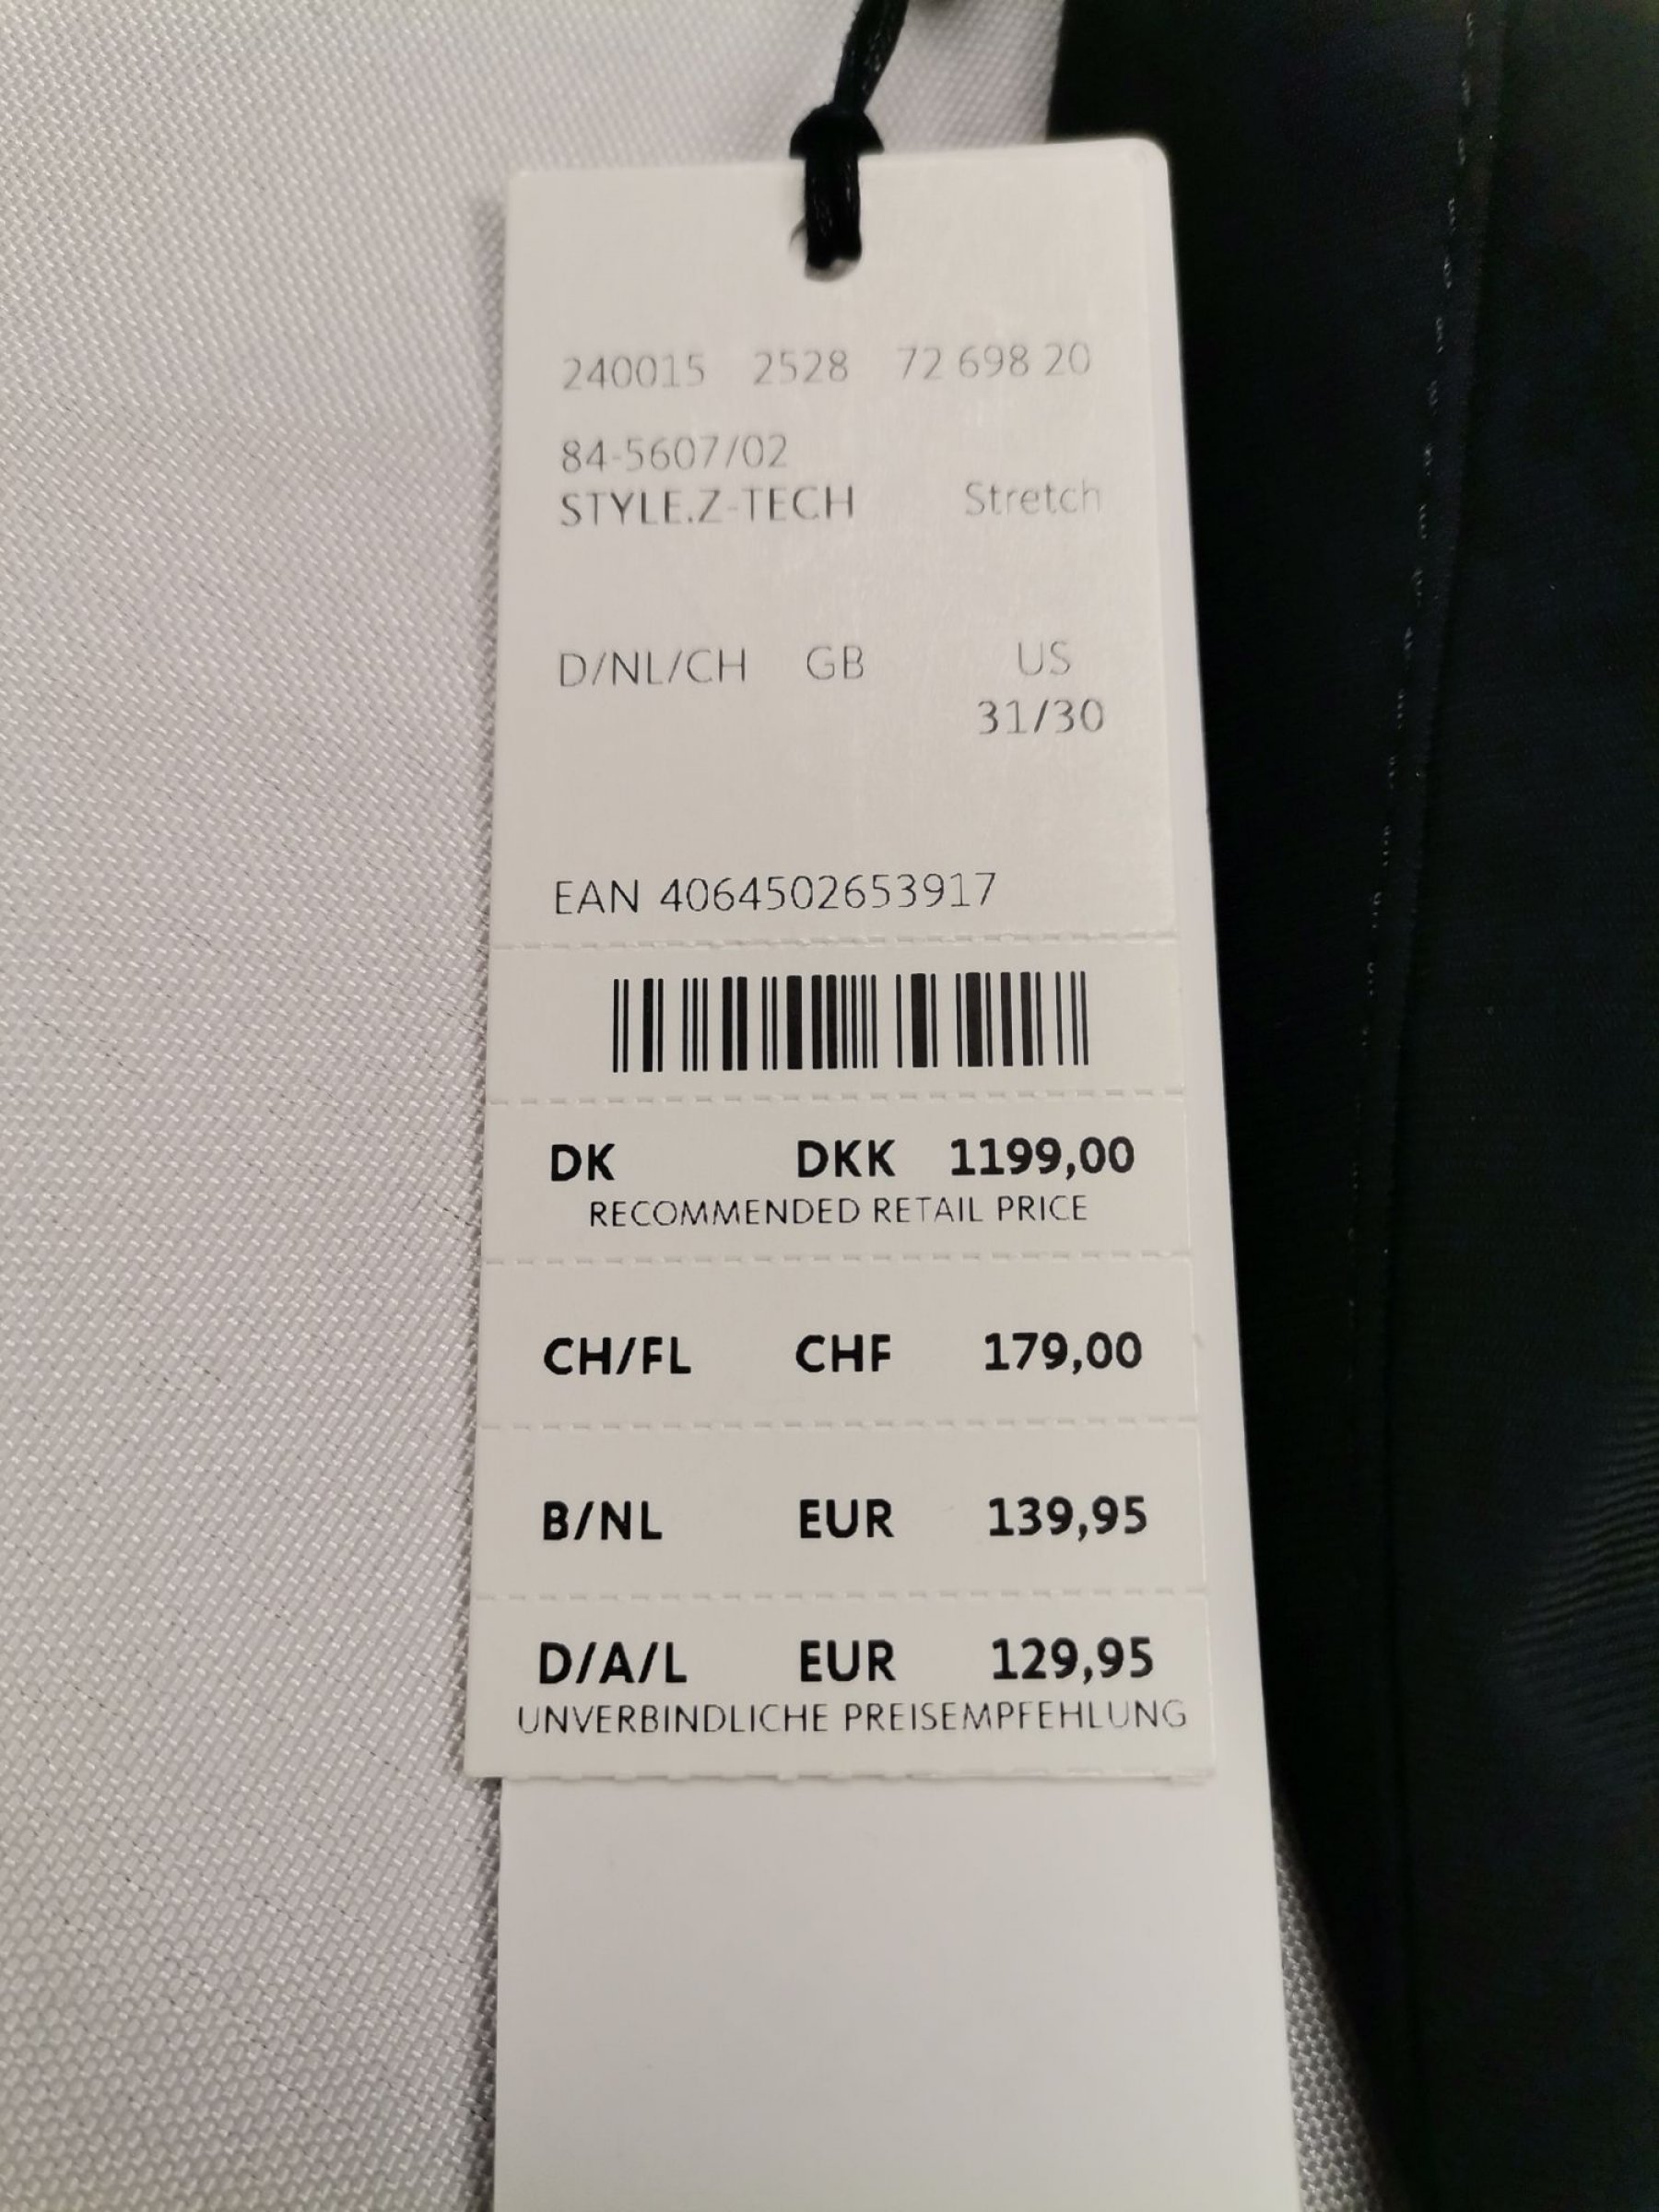 240015 2528 72 698 20
84-5607/02
STYLE.Z-TECH Stretch
D/NL/CH GB US
31/30
EAN 4064502653917
DK DKK 1199,00
RECOMMENDED RETAIL PRICE
CH/FL CHF 179,00
B/NL EUR 139,95
D/A/L EUR 129,95
UNVERBINDLICHE PREISEMPFEHLUNG